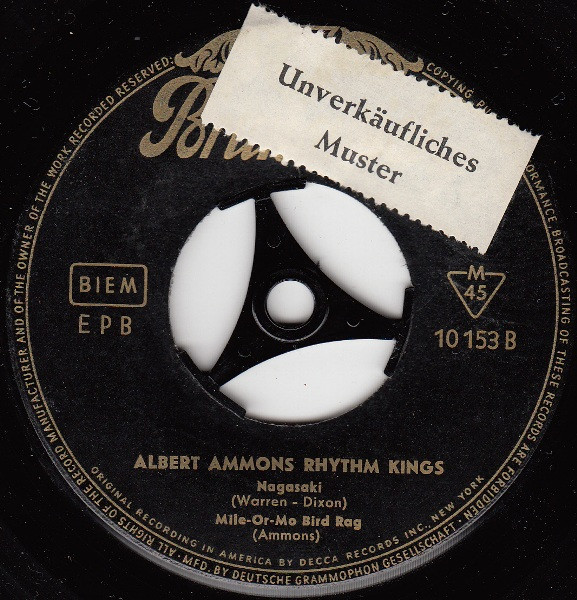 Unverkäufliches
Muster
BIEM
EPB
M
45
10 153 B
ALBERT AMMONS RHYTHM KINGS
Nagasaki
(Warren - Dixon)
Mile-Or-Mo Bird Rag
(Ammons)
ORIGINAL RECORDING IN AMERICA BY DECCA RECORDS INC., NEW YORK
MFG. BY DEUTSCHE GRAMMOPHON GESELLSCHAFT - ALL RIGHTS OF THE RECORD MANUFACTURER AND OF THE OWNER OF THE WORK RECORDED RESERVED:
COPYING, PERFORMANCE, BROADCASTING OF THESE RECORDS ARE FORBIDDEN